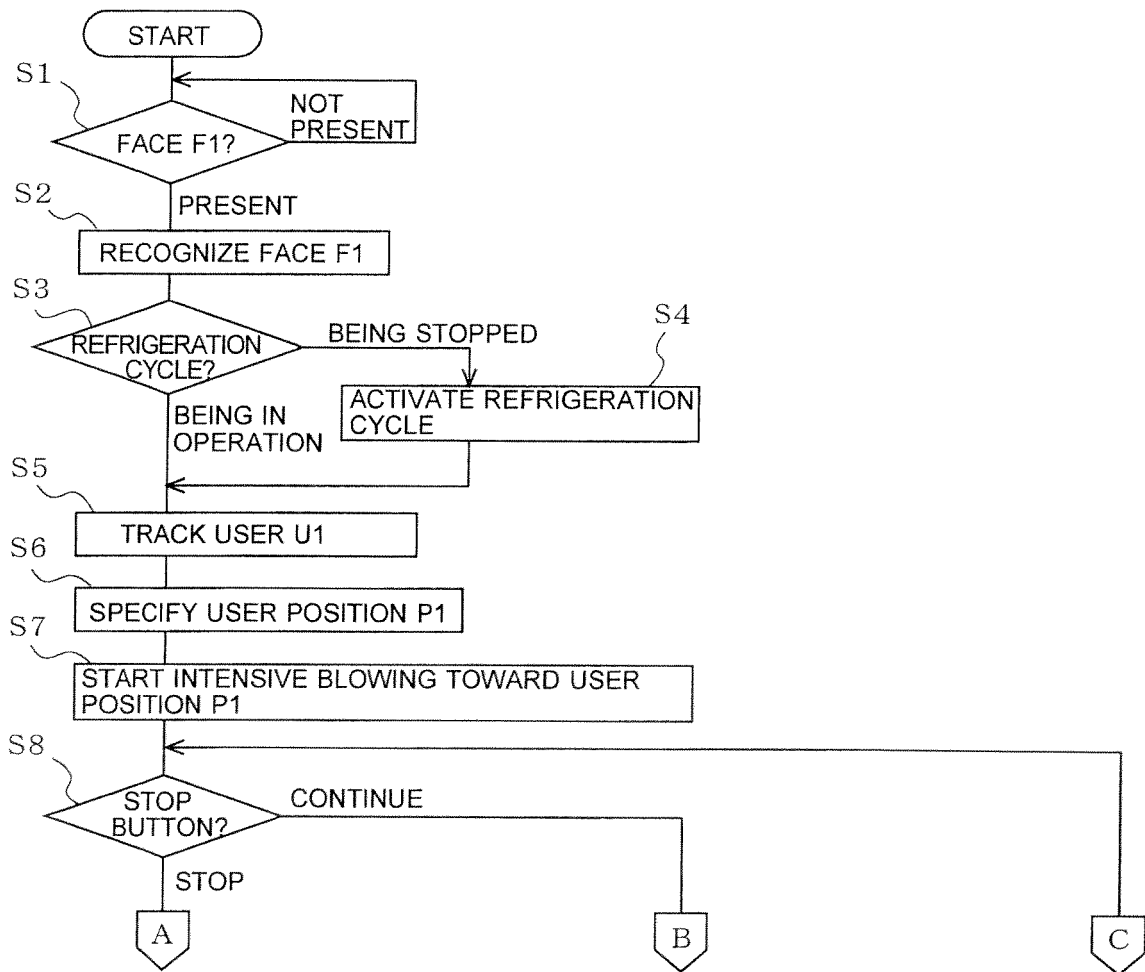 START
S1
NOT
PRESENT
FACE F1?
S2
PRESENT
RECOGNIZE FACE F1
S3
S4
BEING STOPPED
REFRIGERATION
CYCLE?
ACTIVATE REFRIGERATION
CYCLE
BEING IN
OPERATION
S5
TRACK USER U1
S6
SPECIFY USER POSITION P1
S7
START INTENSIVE BLOWING TOWARD USER
POSITION P1
S8
STOP
BUTTON?
CONTINUE
STOP
A
B
C